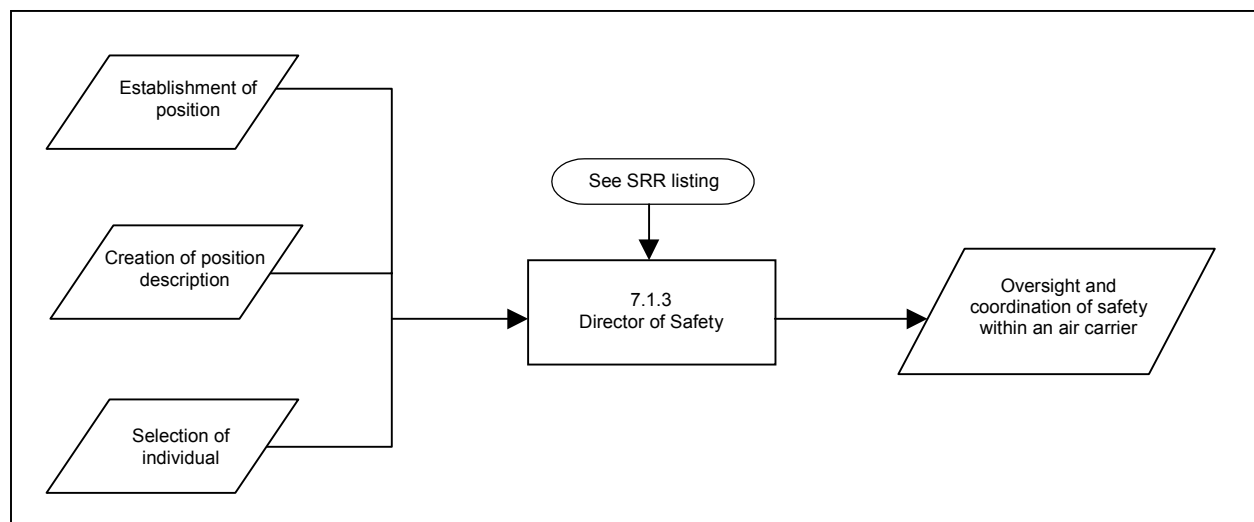 Establishment of
position
See SRR listing
Creation of position
description
7.1.3
Director of Safety
Oversight and
coordination of safety
within an air carrier
Selection of
individual